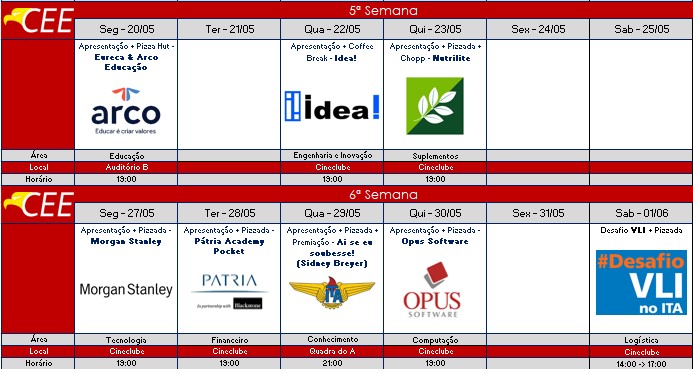 CEE
5ª Semana
Seg - 20/05 Ter - 21/05 Qua - 22/05 Qui - 23/05 Sex - 24/05 Sab - 25/05
Apresentação + Pizza Hut -
Eureca & Arco
Educação
arco
Educar é criar valores
Apresentação + Coffee
Break - Idea!
idea!
Apresentação + Pizzada +
Chopp - Nutrilite
Área Educação Engenharia e Inovação Suplementos
Local Auditório B Cineclube Cineclube
Horário 19:00 19:00 19:00
CEE
6ª Semana
Seg - 27/05 Ter - 28/05 Qua - 29/05 Qui - 30/05 Sex - 31/05 Sab - 01/06
Apresentação + Pizzada -
Morgan Stanley
Morgan Stanley
Apresentação + Pizzada -
Pátria Academy
Pocket
PATRIA
In partnership with Blackstone
Apresentação + Pizzada +
Premiação - Ai se eu
soubesse!
(Sidney Breyer)
ITA
Apresentação + Pizzada -
Opus Software
OPUS
SOFTWARE
Desafio VLI + Pizzada
#Desafio
VLI
no ITA
Área Tecnologia Financeiro Conhecimento Computação Logística
Local Cineclube Cineclube Quadra do A Cineclube Cineclube
Horário 19:00 19:00 21:00 19:00 14:00 -> 17:00